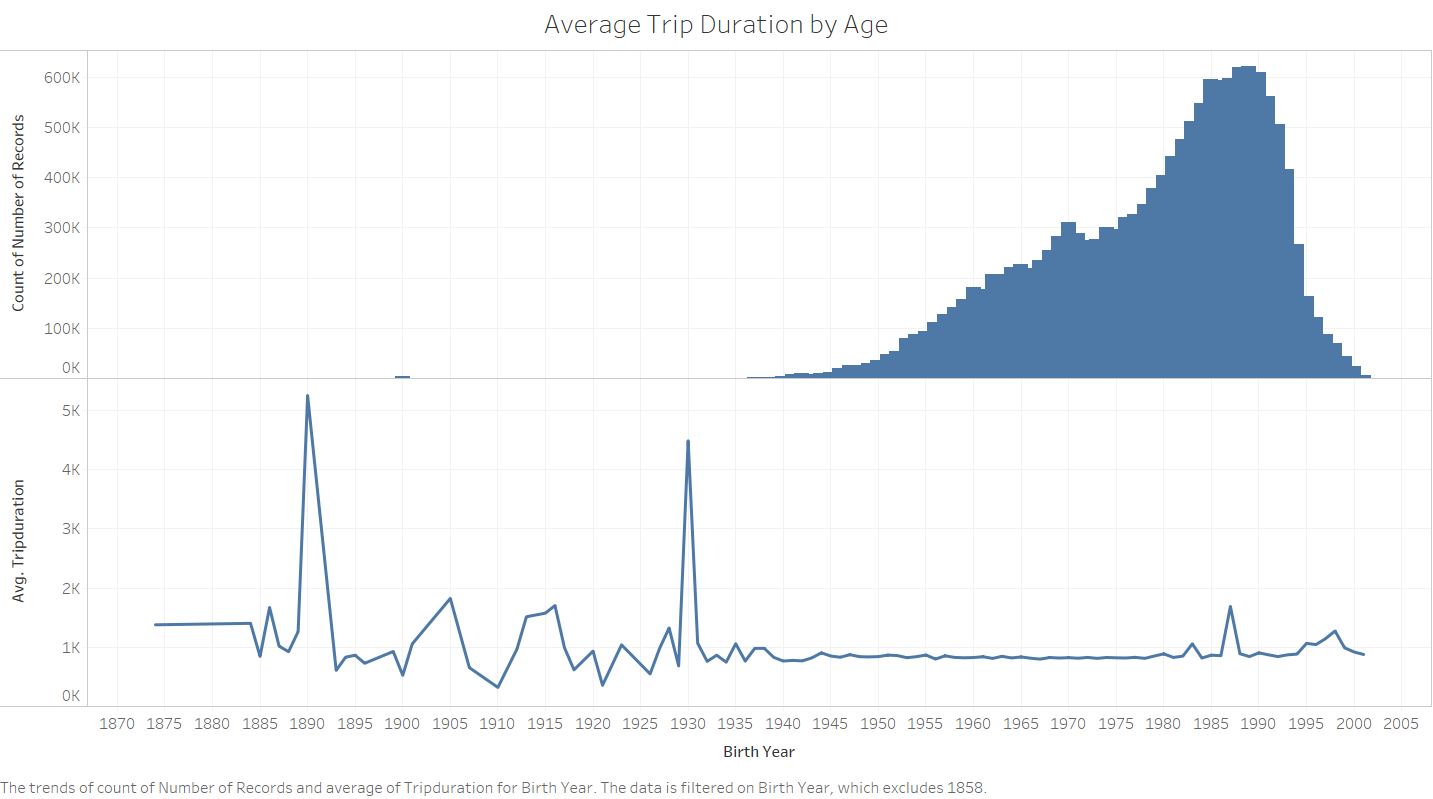 Average Trip Duration by Age
Count of Number of Records
600K
500K
400K
300K
200K
100K
0K
Avg. Tripduration
5K
4K
3K
2K
1K
0K
1870 1875 1880 1885 1890 1895 1900 1905 1910 1915 1920 1925 1930 1935 1940 1945 1950 1955 1960 1965 1970 1975 1980 1985 1990 1995 2000 2005
Birth Year
The trends of count of Number of Records and average of Tripduration for Birth Year. The data is filtered on Birth Year, which excludes 1858.